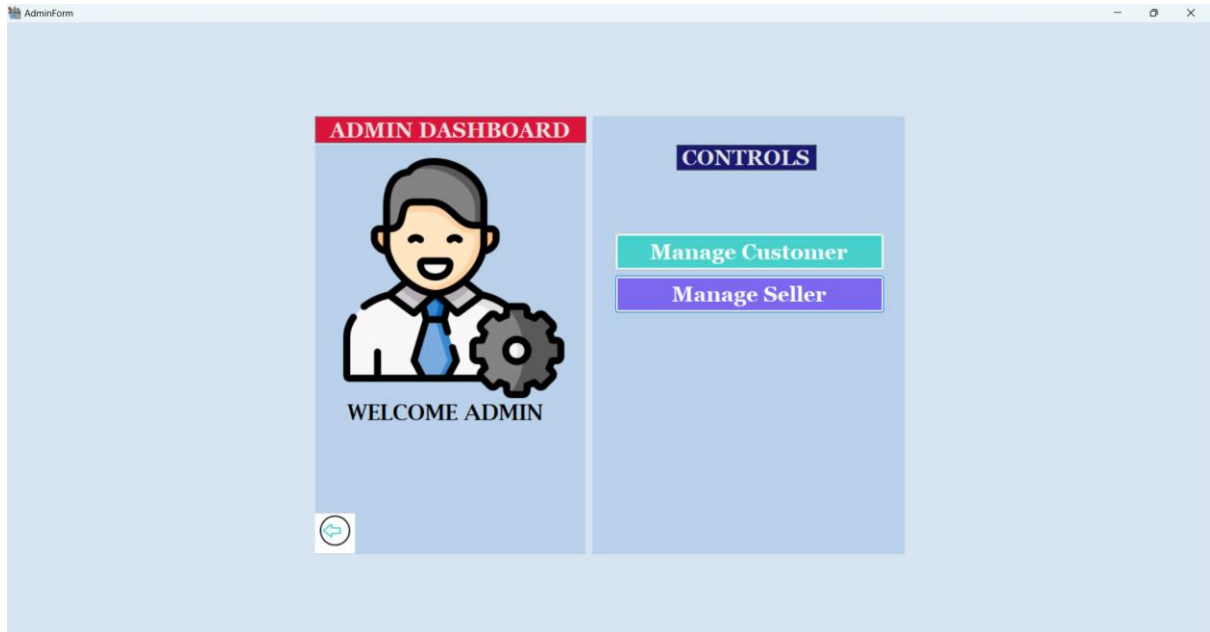 AdminForm
ADMIN DASHBOARD
WELCOME ADMIN
CONTROLS
Manage Customer
Manage Seller